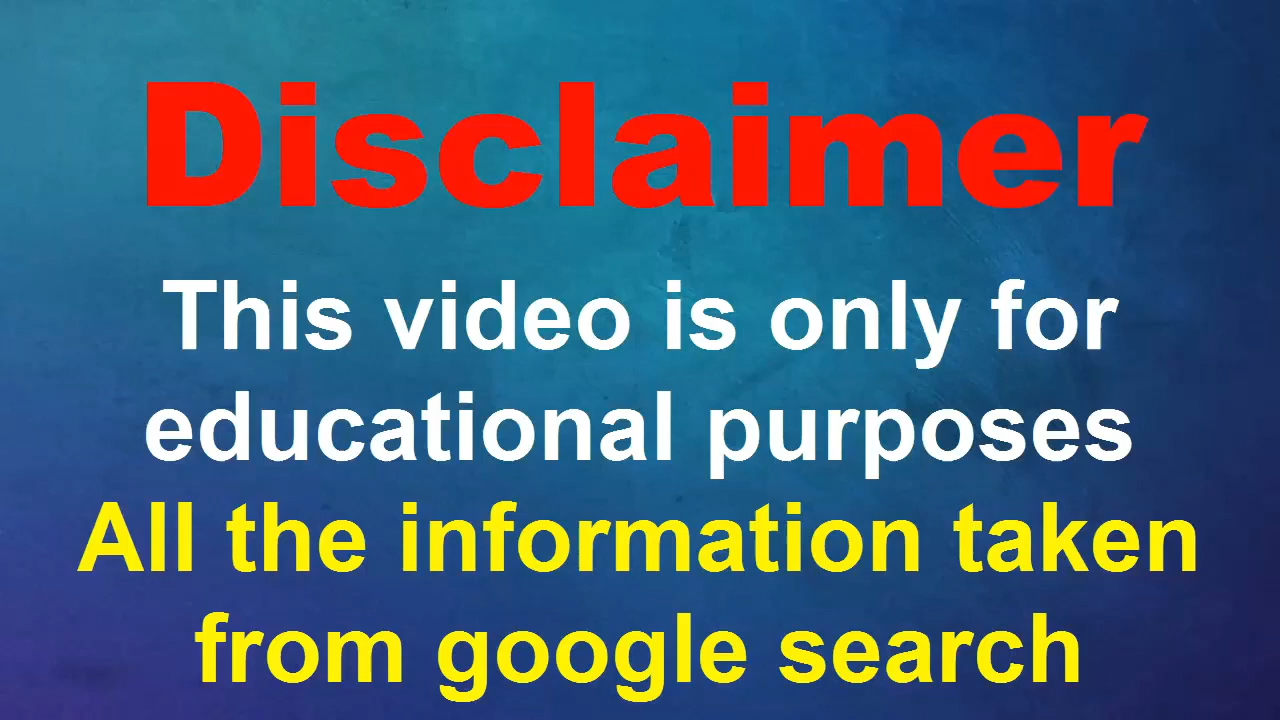 Disclaimer
This video is only for
educational purposes
All the information taken
from google search